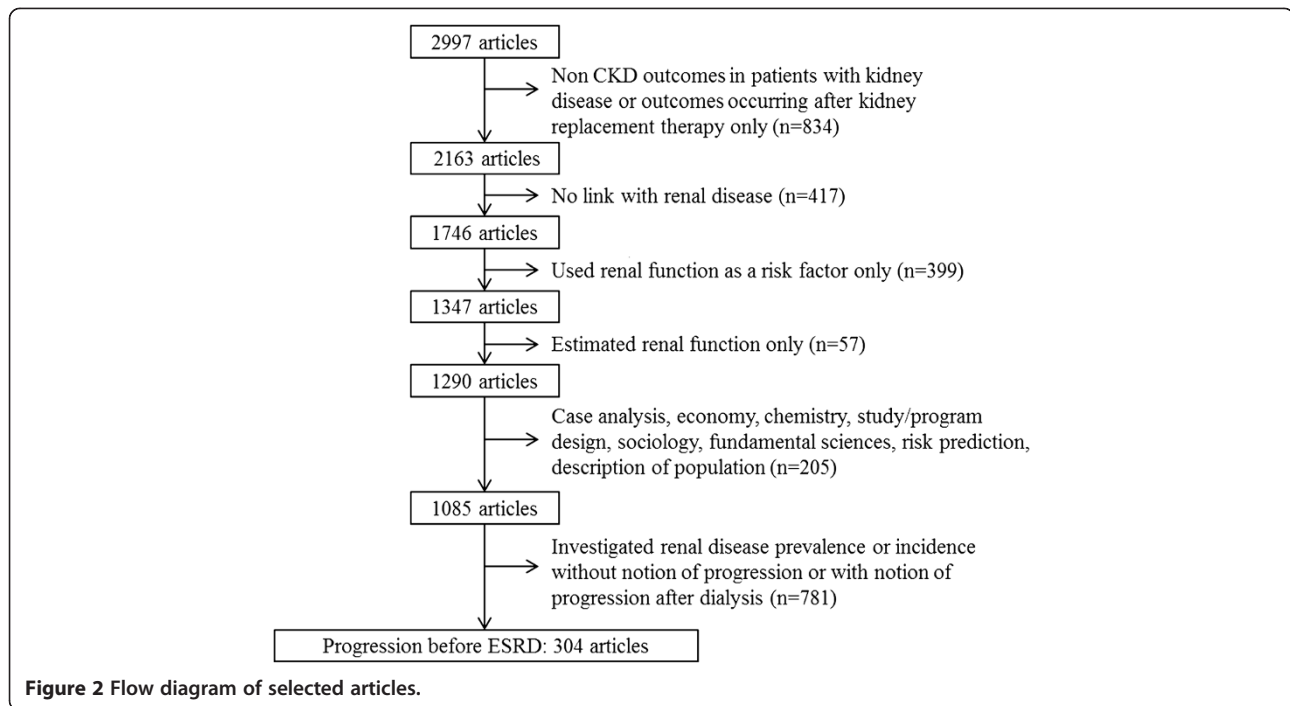 2997 articles
Non CKD outcomes in patients with kidney
disease or outcomes occurring after kidney
replacement therapy only (n=834)
2163 articles
No link with renal disease (n=417)
1746 articles
Used renal function as a risk factor only (n=399)
1347 articles
Estimated renal function only (n=57)
1290 articles
Case analysis, economy, chemistry, study/program
design, sociology, fundamental sciences, risk prediction,
description of population (n=205)
1085 articles
Investigated renal disease prevalence or incidence
without notion of progression or with notion of
progression after dialysis (n=781)
Progression before ESRD: 304 articles
Figure 2 Flow diagram of selected articles.